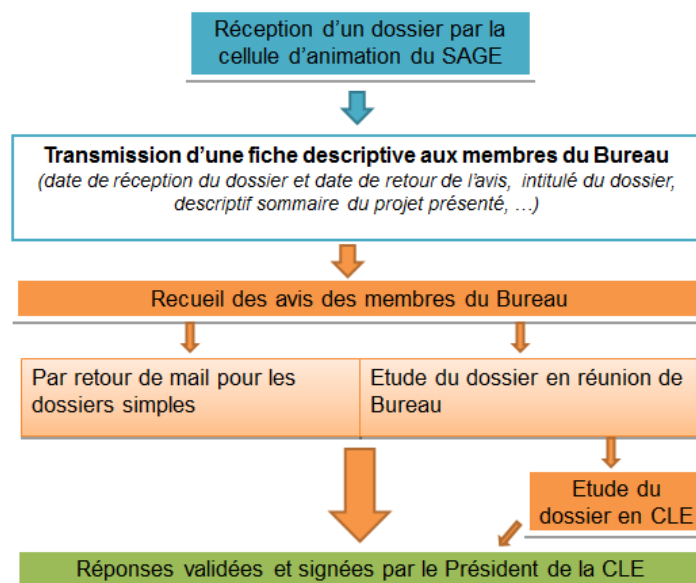 Réception d'un dossier par la
cellule d'animation du SAGE
Transmission d'une fiche descriptive aux membres du Bureau
(date de réception du dossier et date de retour de l'avis, intitulé du dossier,
descriptif sommaire du projet présenté, …)
Recueil des avis des membres du Bureau
Par retour de mail pour les
dossiers simples
Etude du dossier en réunion de
Bureau
Etude du
dossier en CLE
Réponses validées et signées par le Président de la CLE